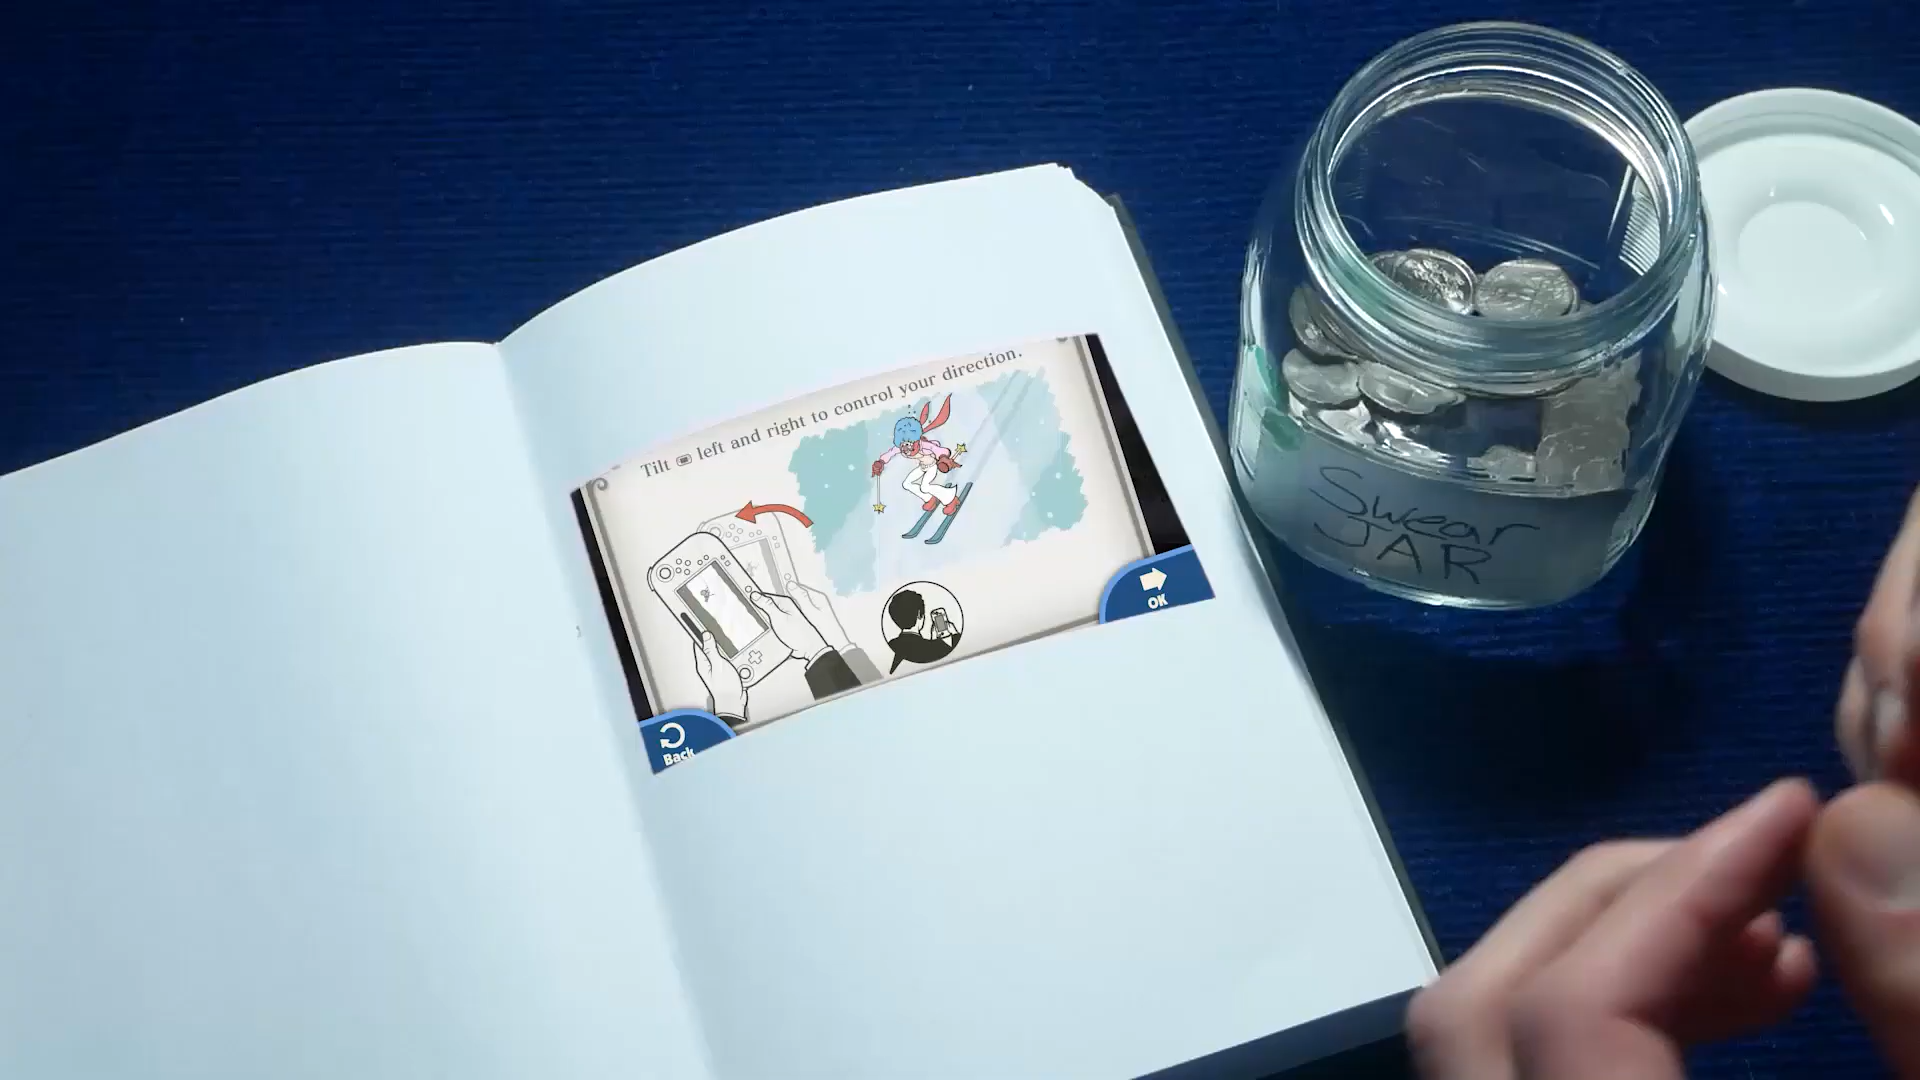 Tilt left and right to control your direction.
OK
Back
Swear
JAR